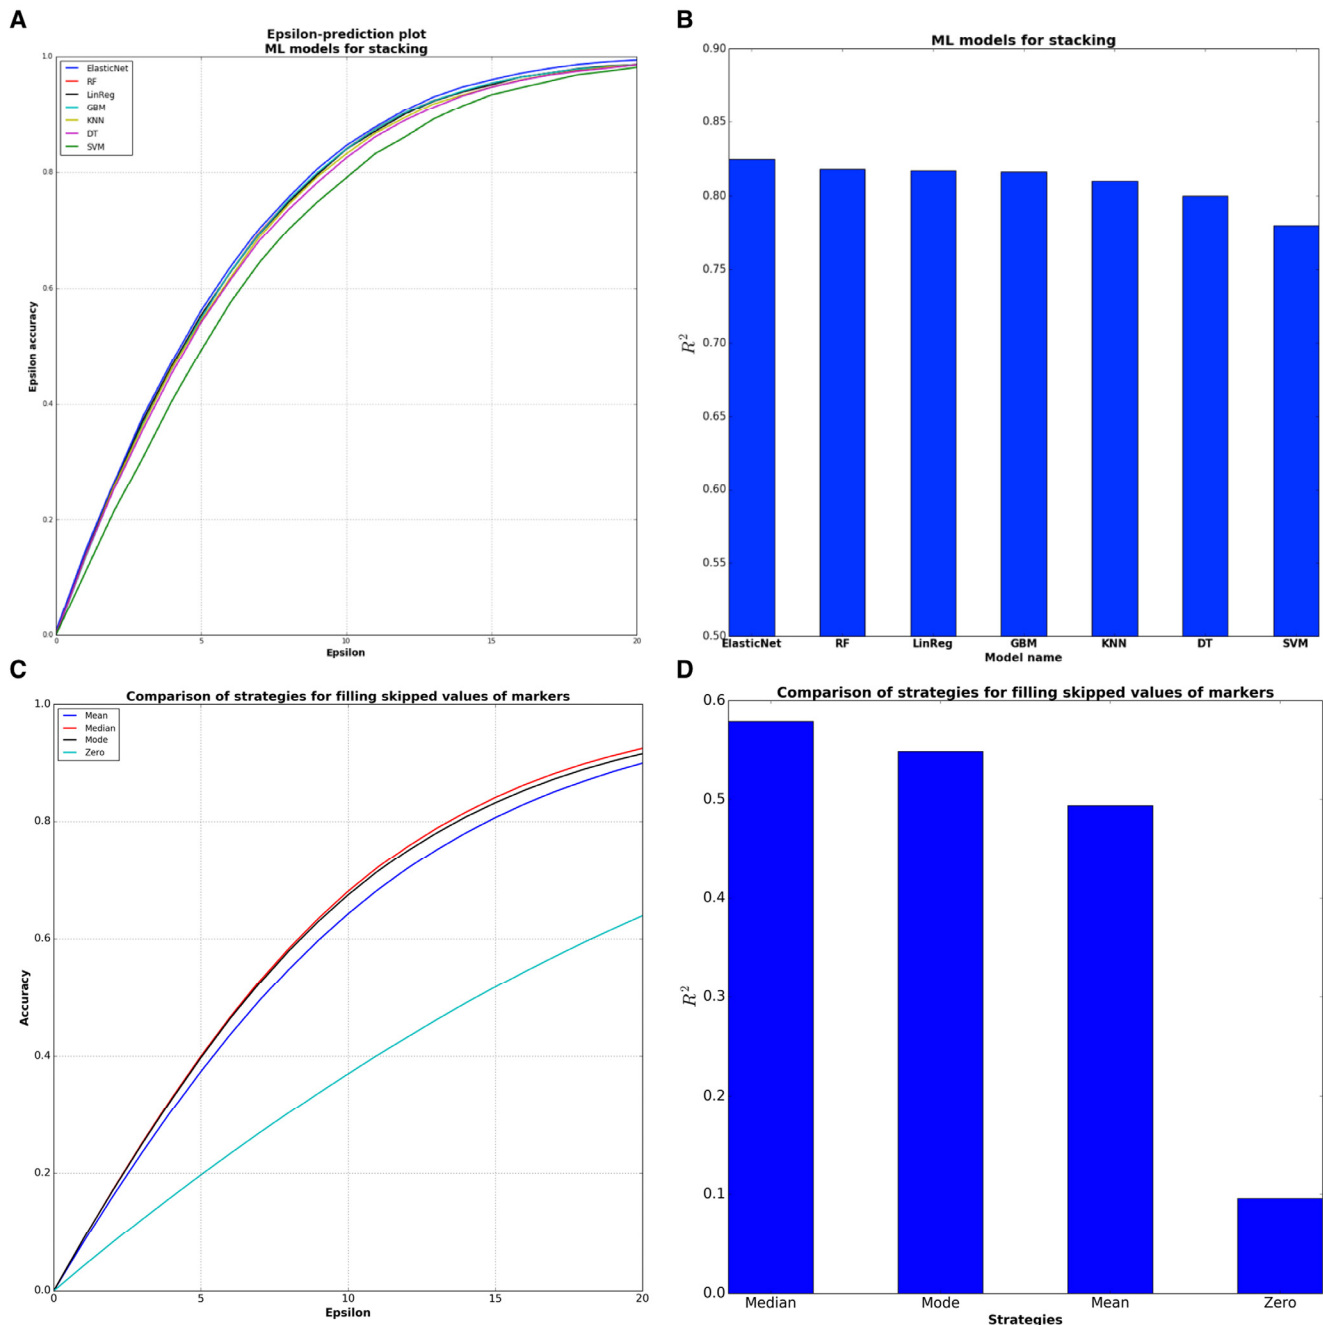 A
Epsilon-prediction plot
ML models for stacking
1.0
0.8
0.6
0.4
0.2
0.0
Epsilon accuracy
ElasticNet
RF
LinReg
GBM
KNN
DT
SVM
0 5 10 15 20
Epsilon
B
ML models for stacking
0.90
0.85
0.80
0.75
0.70
0.65
0.60
0.55
0.50
R²
ElasticNet RF LinReg GBM KNN DT SVM
Model name
C
Comparison of strategies for filling skipped values of markers
1.0
0.8
0.6
0.4
0.2
0.0
Accuracy
Mean
Median
Mode
Zero
0 5 10 15 20
Epsilon
D
Comparison of strategies for filling skipped values of markers
0.6
0.5
0.4
0.3
0.2
0.1
0.0
R²
Median Mode Mean Zero
Strategies